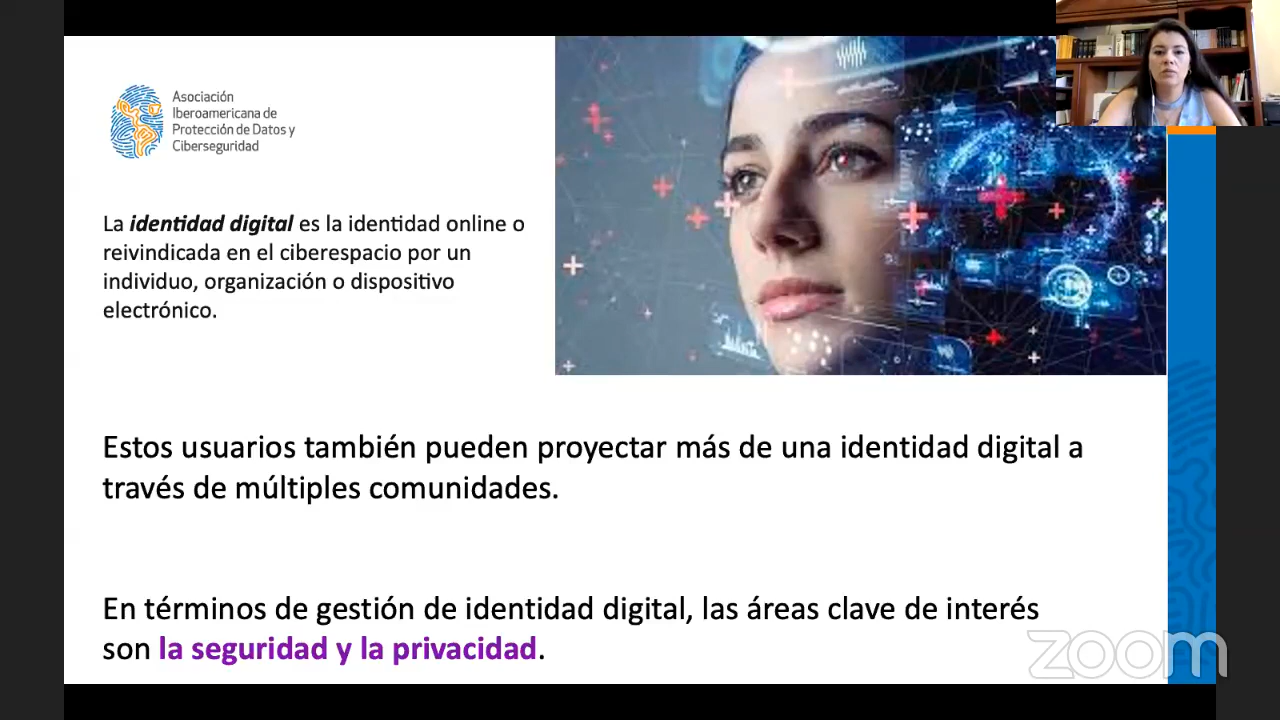 Asociación
Iberoamericana de
Protección de Datos y
Ciberseguridad
La identidad digital es la identidad online o
reivindicada en el ciberespacio por un
individuo, organización o dispositivo
electrónico.
Estos usuarios también pueden proyectar más de una identidad digital a
través de múltiples comunidades.
En términos de gestión de identidad digital, las áreas clave de interés
son la seguridad y la privacidad.
zoom